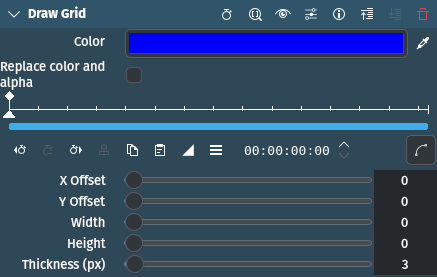 Draw Grid
Color
Replace color and
alpha
00:00:00:00
X Offset 0
Y Offset 0
Width 0
Height 0
Thickness (px) 3